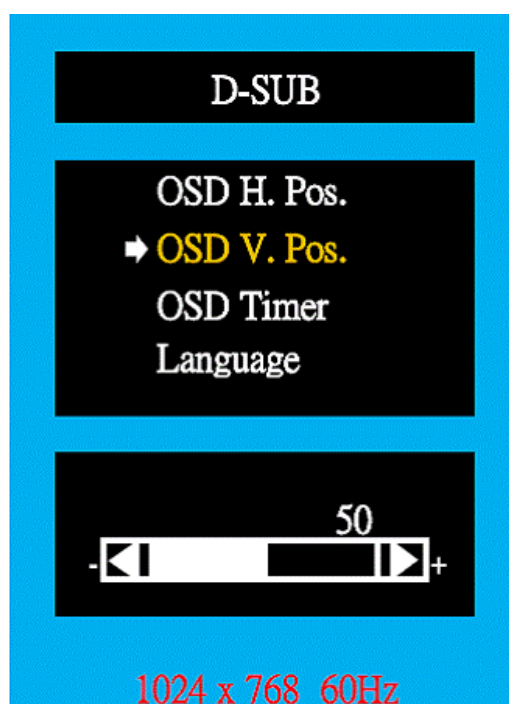 D-SUB
OSD H. Pos.
OSD V. Pos.
OSD Timer
Language
50
- +
1024 x 768 60Hz